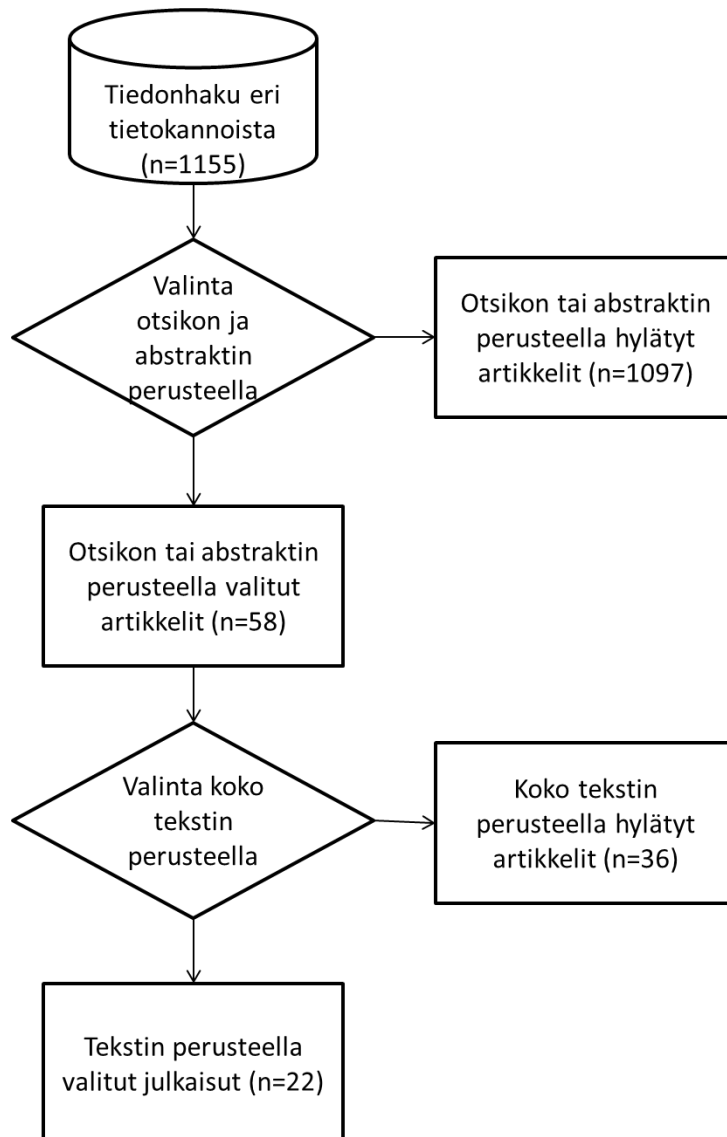 Tiedonhaku eri
tietokannoista
(n=1155)
Valinta
otsikon ja
abstraktin
perusteella
Otsikon tai abstraktin
perusteella hylätyt
artikkelit (n=1097)
Otsikon tai abstraktin
perusteella valitut
artikkelit (n=58)
Valinta koko
tekstin
perusteella
Koko tekstin
perusteella hylätyt
artikkelit (n=36)
Tekstin perusteella
valitut julkaisut (n=22)